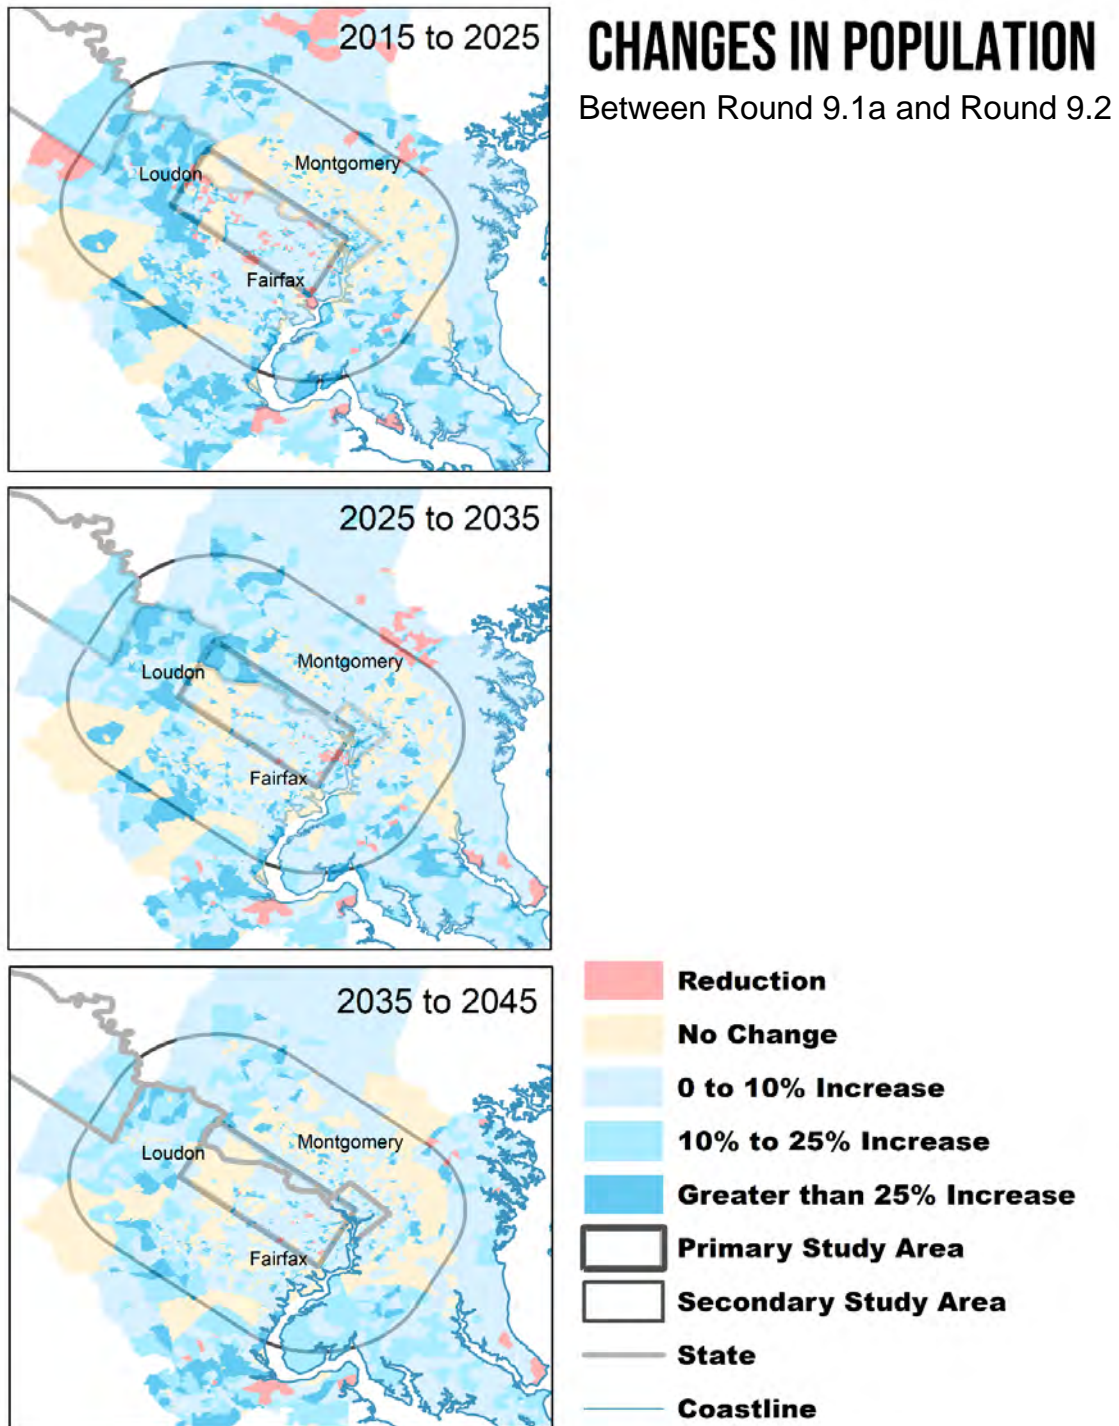 CHANGES IN POPULATION
Between Round 9.1a and Round 9.2
2015 to 2025
Montgomery
Loudon
Fairfax
2025 to 2035
Montgomery
Loudon
Fairfax
2035 to 2045
Montgomery
Loudon
Fairfax
Reduction
No Change
0 to 10% Increase
10% to 25% Increase
Greater than 25% Increase
Primary Study Area
Secondary Study Area
State
Coastline